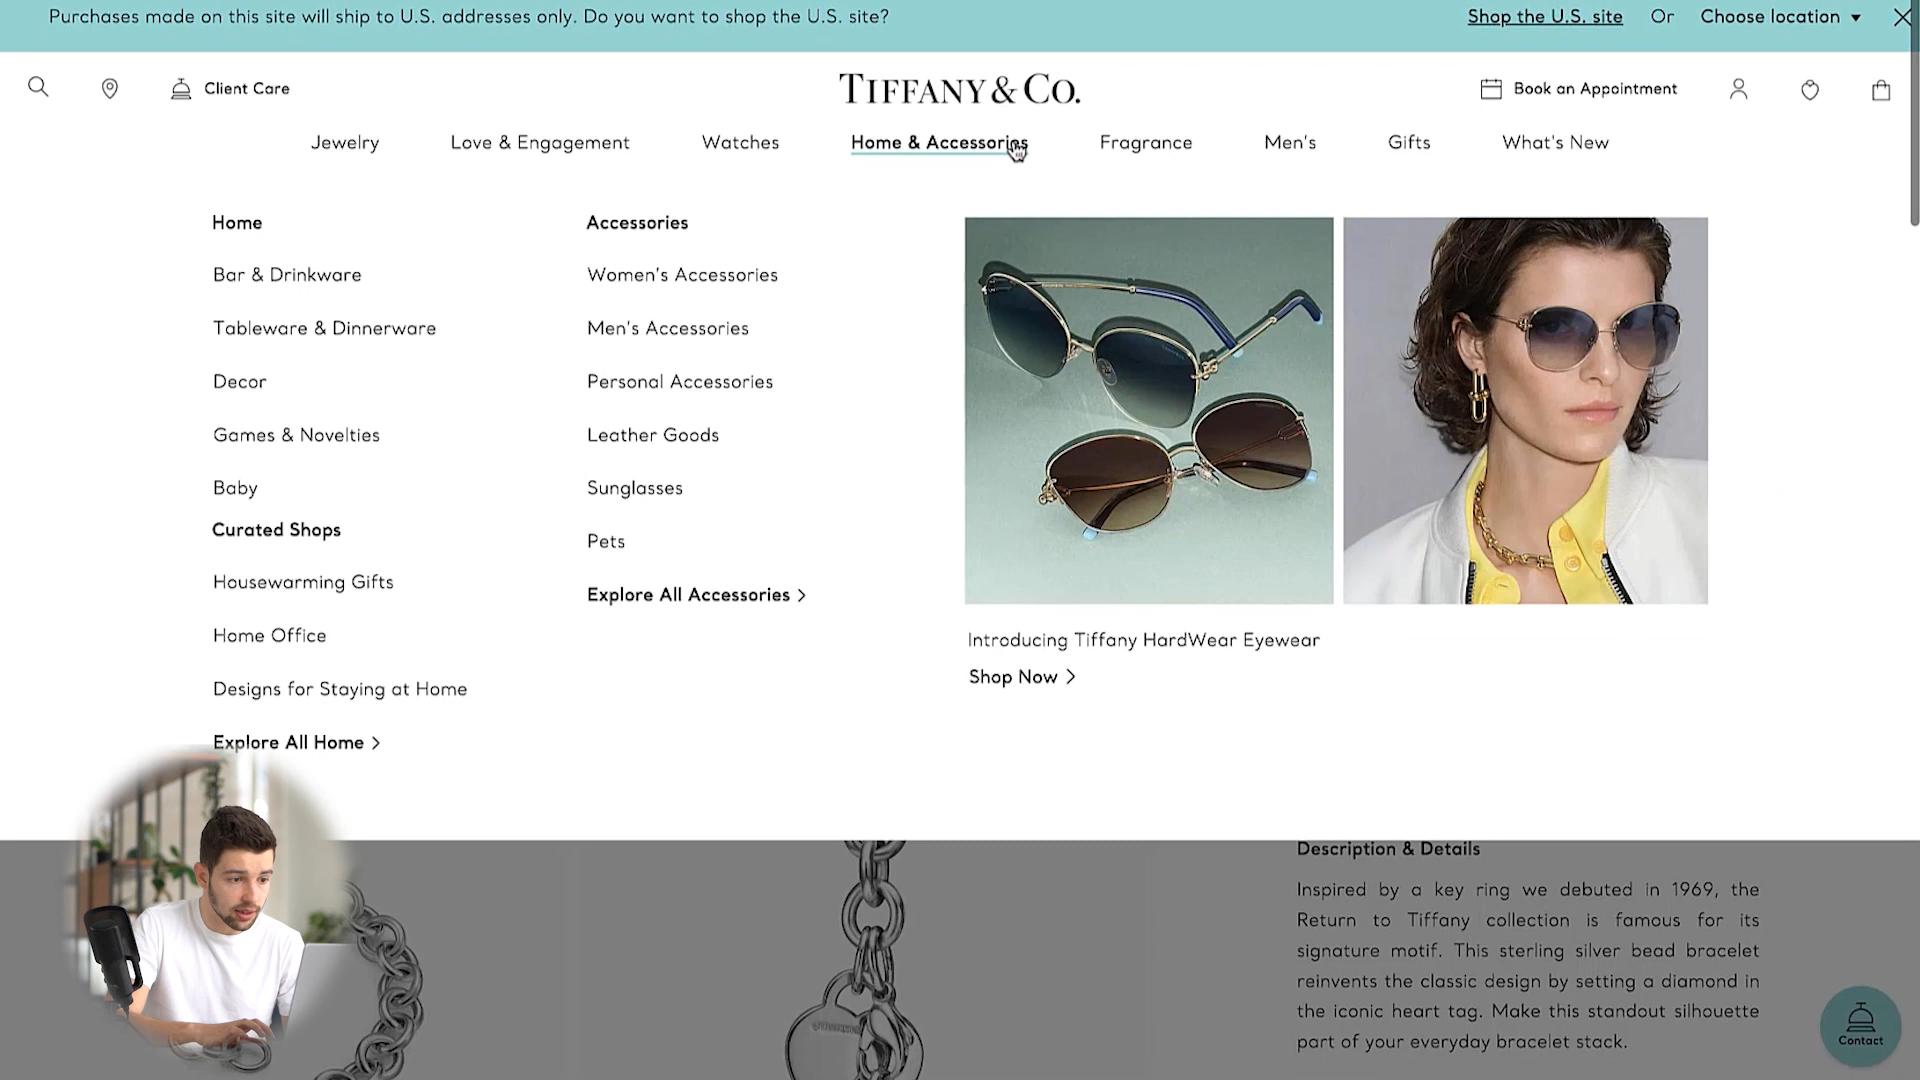 Purchases made on this site will ship to U.S. addresses only. Do you want to shop the U.S. site?
Shop the U.S. site
Or
Choose location
Client Care
TIFFANY & CO.
Book an Appointment
Jewelry
Love & Engagement
Watches
Home & Accessories
Fragrance
Men's
Gifts
What's New
Home
Bar & Drinkware
Tableware & Dinnerware
Decor
Games & Novelties
Baby
Curated Shops
Housewarming Gifts
Home Office
Designs for Staying at Home
Explore All Home >
Accessories
Women's Accessories
Men's Accessories
Personal Accessories
Leather Goods
Sunglasses
Pets
Explore All Accessories >
Introducing Tiffany HardWear Eyewear
Shop Now >
Description & Details
Inspired by a key ring we debuted in 1969, the
Return to Tiffany collection is famous for its
signature motif. This sterling silver bead bracelet
reinvents the classic design by setting a diamond in
the iconic heart tag. Make this standout silhouette
part of your everyday bracelet stack.
Contact